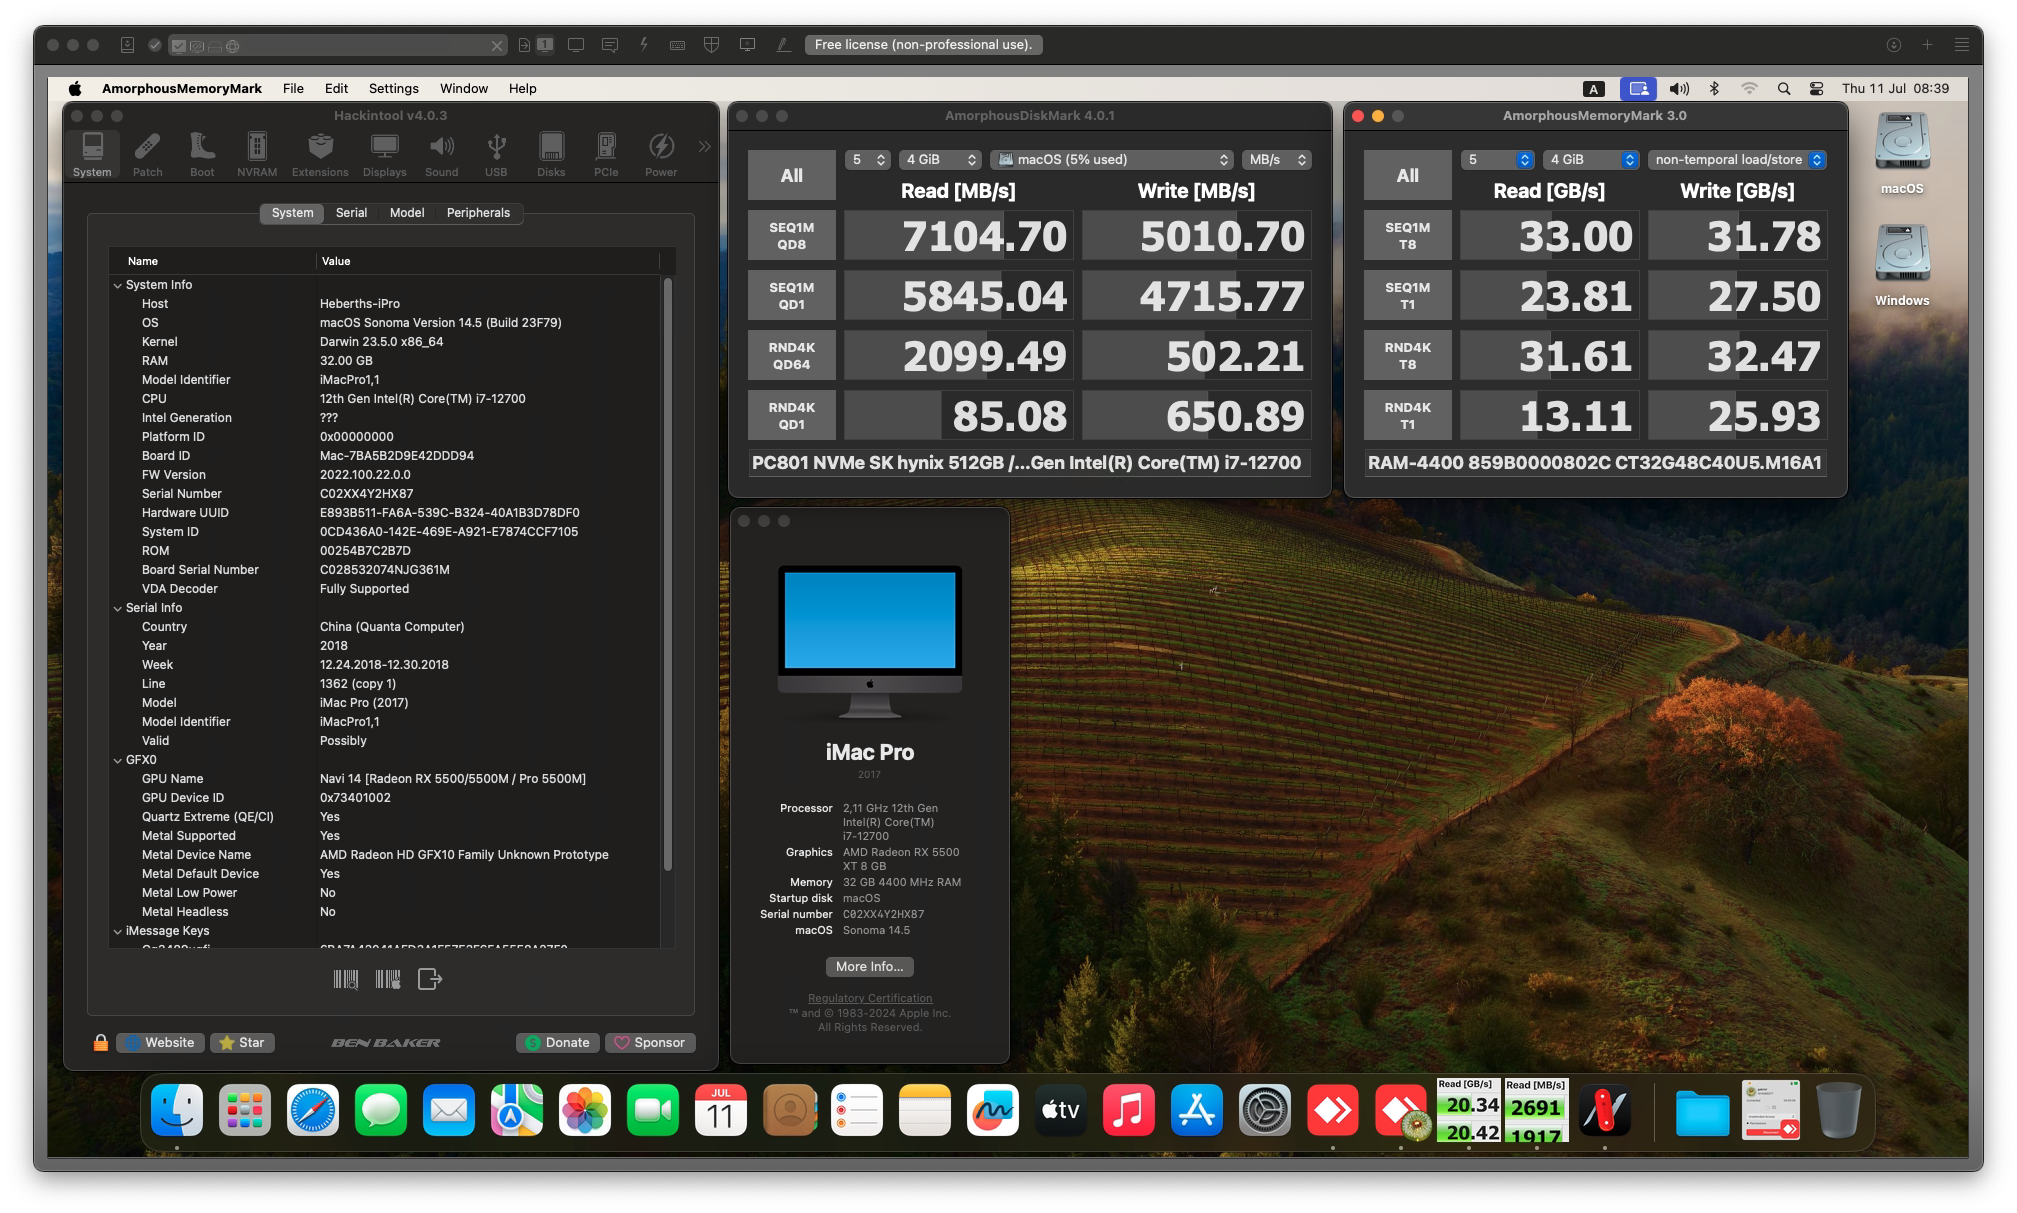 Free license (non-professional use).
1
AmorphousMemoryMark File Edit Settings Window Help
A Thu 11 Jul 08:39
Hackintool v4.0.3
System Patch Boot NVRAM Extensions Displays Sound USB Disks PCIe Power
System Serial Model Peripherals
Name Value
System Info
Host Heberths-iPro
OS macOS Sonoma Version 14.5 (Build 23F79)
Kernel Darwin 23.5.0 x86_64
RAM 32.00 GB
Model Identifier iMacPro1,1
CPU 12th Gen Intel(R) Core(TM) i7-12700
Intel Generation ???
Platform ID 0x00000000
Board ID Mac-7BA5B2D9E42DDD94
FW Version 2022.100.22.0.0
Serial Number C02XX4Y2HX87
Hardware UUID E893B511-FA6A-539C-B324-40A1B3D78DF0
System ID 0CD436A0-142E-469E-A921-E7874CCF7105
ROM 00254B7C2B7D
Board Serial Number C028532074NJG361M
VDA Decoder Fully Supported
Serial Info
Country China (Quanta Computer)
Year 2018
Week 12.24.2018-12.30.2018
Line 1362 (copy 1)
Model iMac Pro (2017)
Model Identifier iMacPro1,1
Valid Possibly
GFX0
GPU Name Navi 14 [Radeon RX 5500/5500M / Pro 5500M]
GPU Device ID 0x73401002
Quartz Extreme (QE/CI) Yes
Metal Supported Yes
Metal Device Name AMD Radeon HD GFX10 Family Unknown Prototype
Metal Default Device Yes
Metal Low Power No
Metal Headless No
iMessage Keys
Website Star BEN BAKER Donate Sponsor
AmorphousDiskMark 4.0.1
All 5 4 GiB macOS (5% used) MB/s
Read [MB/s] Write [MB/s]
SEQ1M QD8 7104.70 5010.70
SEQ1M QD1 5845.04 4715.77
RND4K QD64 2099.49 502.21
RND4K QD1 85.08 650.89
PC801 NVMe SK hynix 512GB /...Gen Intel(R) Core(TM) i7-12700
AmorphousMemoryMark 3.0
All 5 4 GiB non-temporal load/store
Read [GB/s] Write [GB/s]
SEQ1M T8 33.00 31.78
SEQ1M T1 23.81 27.50
RND4K T8 31.61 32.47
RND4K T1 13.11 25.93
RAM-4400 859B0000802C CT32G48C40U5.M16A1
macOS
Windows
iMac Pro
2017
Processor 2,11 GHz 12th Gen
Intel(R) Core(TM)
i7-12700
Graphics AMD Radeon RX 5500
XT 8 GB
Memory 32 GB 4400 MHz RAM
Startup disk macOS
Serial number C02XX4Y2HX87
macOS Sonoma 14.5
More Info...
Regulatory Certification
™ and © 1983-2024 Apple Inc.
All Rights Reserved.
JUL
11
tv
Read [GB/s]
20.34
20.42
Read [MB/s]
2691
1917